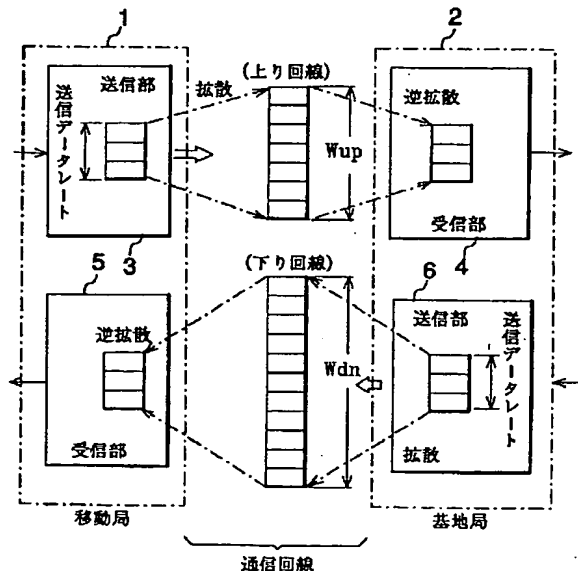 1
2
送信部
拡散
(上り回線)
逆拡散
送信データレート
Wup
受信部
3
4
5
(下り回線)
6
逆拡散
送信部
送信データレート
Wdn
受信部
拡散
移動局
基地局
通信回線